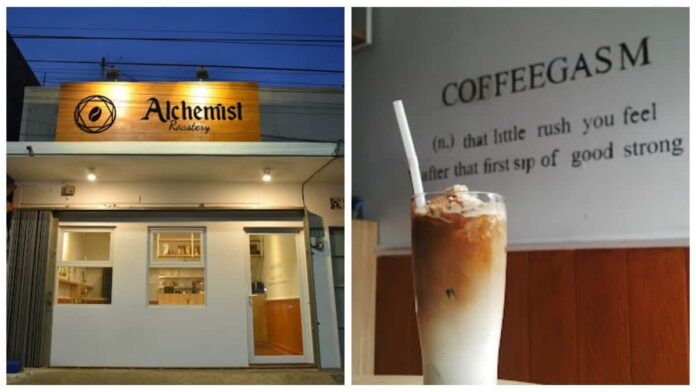 Alchemist
Roastery
COFFEEGASM
(n.) that little rush you feel
after that first sip of good strong